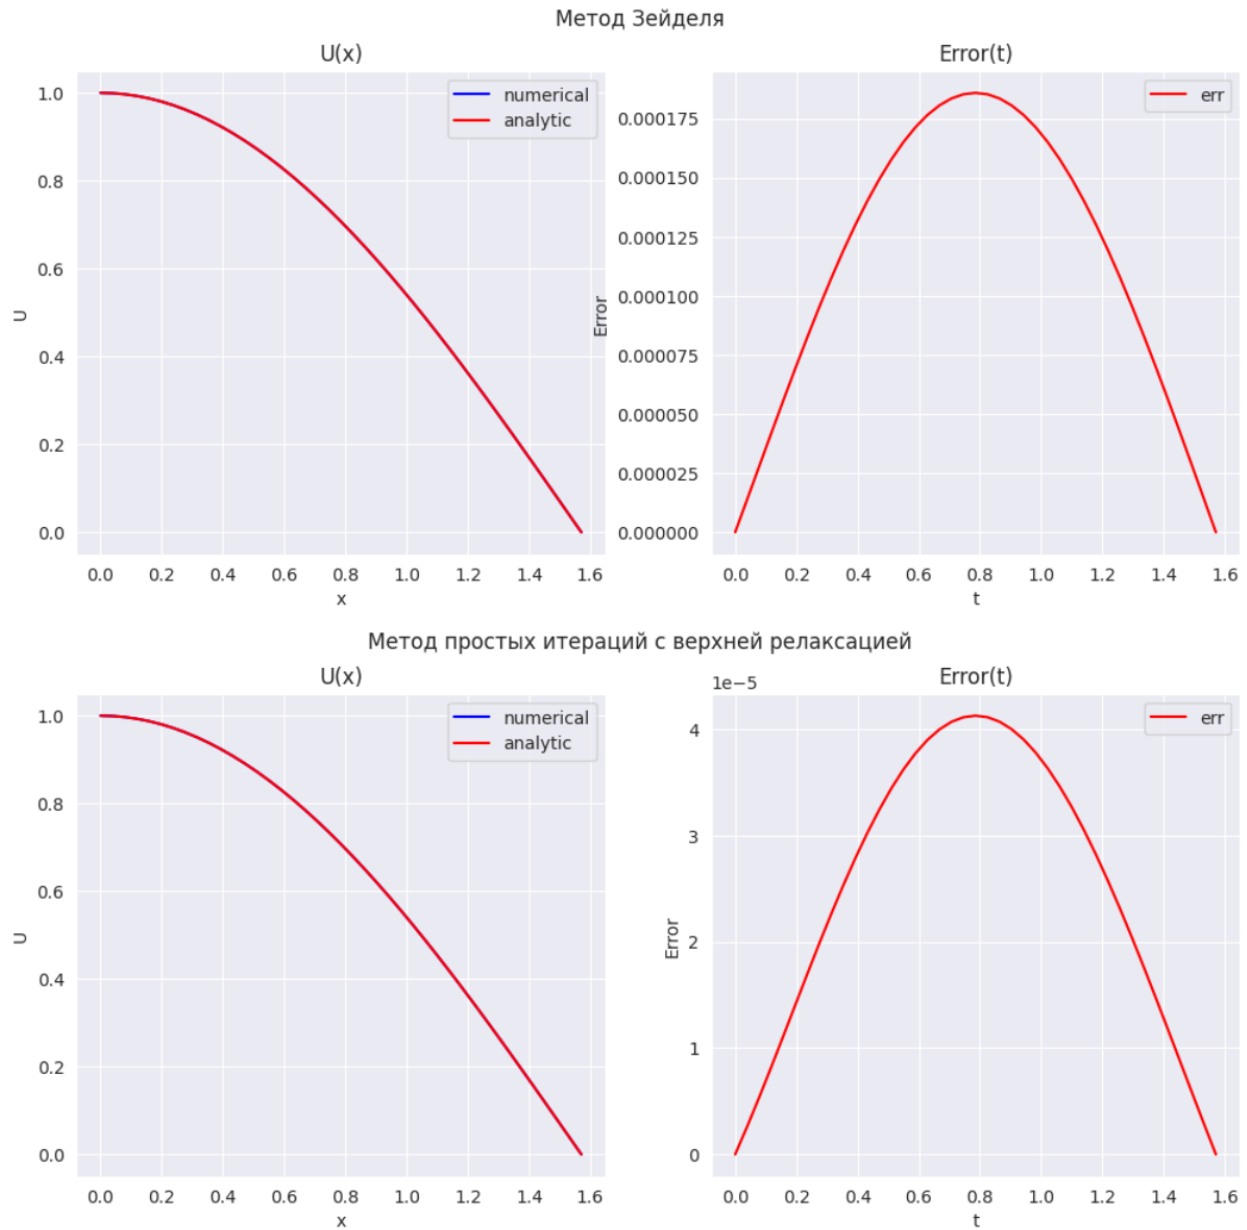 Метод Зейделя
U(x)
numerical
analytic
1.0
0.8
0.6
0.4
0.2
0.0
U
0.0 0.2 0.4 0.6 0.8 1.0 1.2 1.4 1.6
x
Error(t)
err
0.000175
0.000150
0.000125
0.000100
0.000075
0.000050
0.000025
0.000000
Error
0.0 0.2 0.4 0.6 0.8 1.0 1.2 1.4 1.6
t
Метод простых итераций с верхней релаксацией
U(x)
numerical
analytic
1.0
0.8
0.6
0.4
0.2
0.0
U
0.0 0.2 0.4 0.6 0.8 1.0 1.2 1.4 1.6
x
Error(t)
1e−5
err
4
3
2
1
0
Error
0.0 0.2 0.4 0.6 0.8 1.0 1.2 1.4 1.6
t